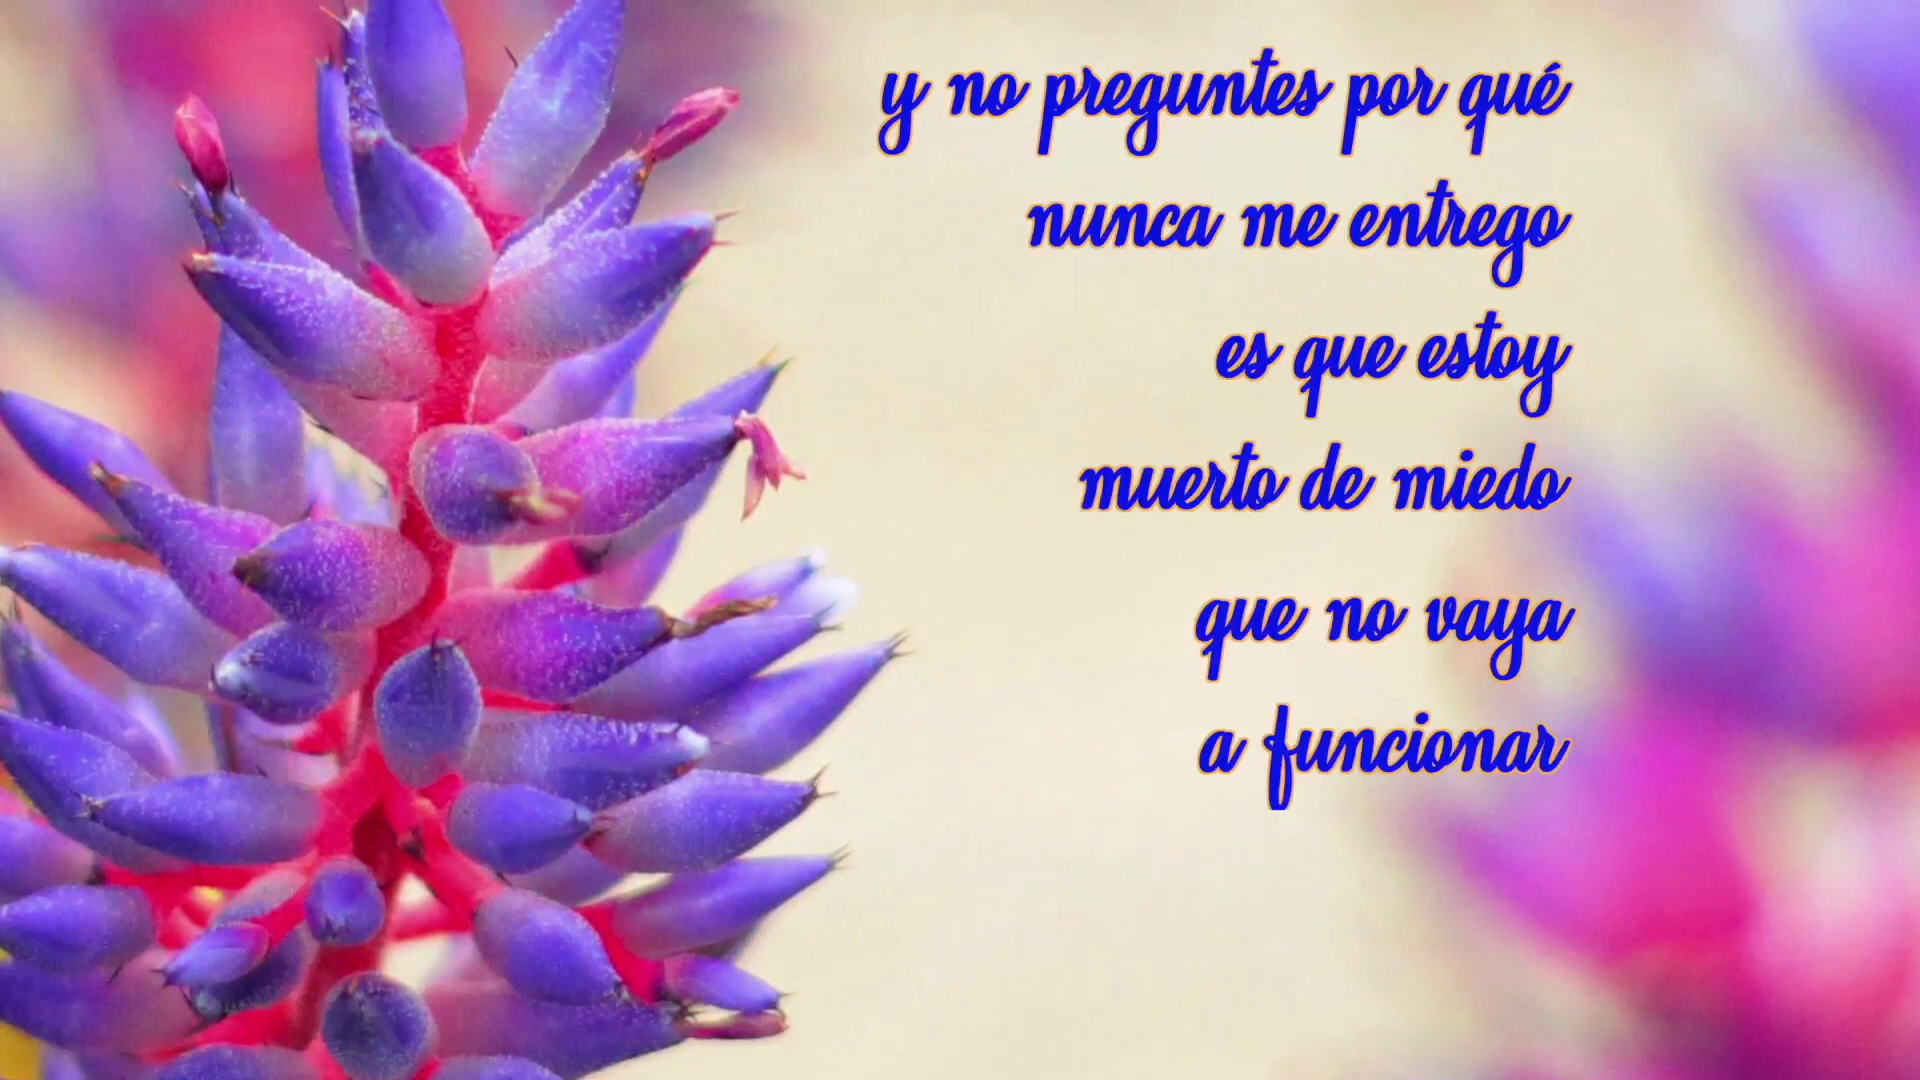 y no preguntes por qué
nunca me entrego
es que estoy
muerto de miedo
que no vaya
a funcionar